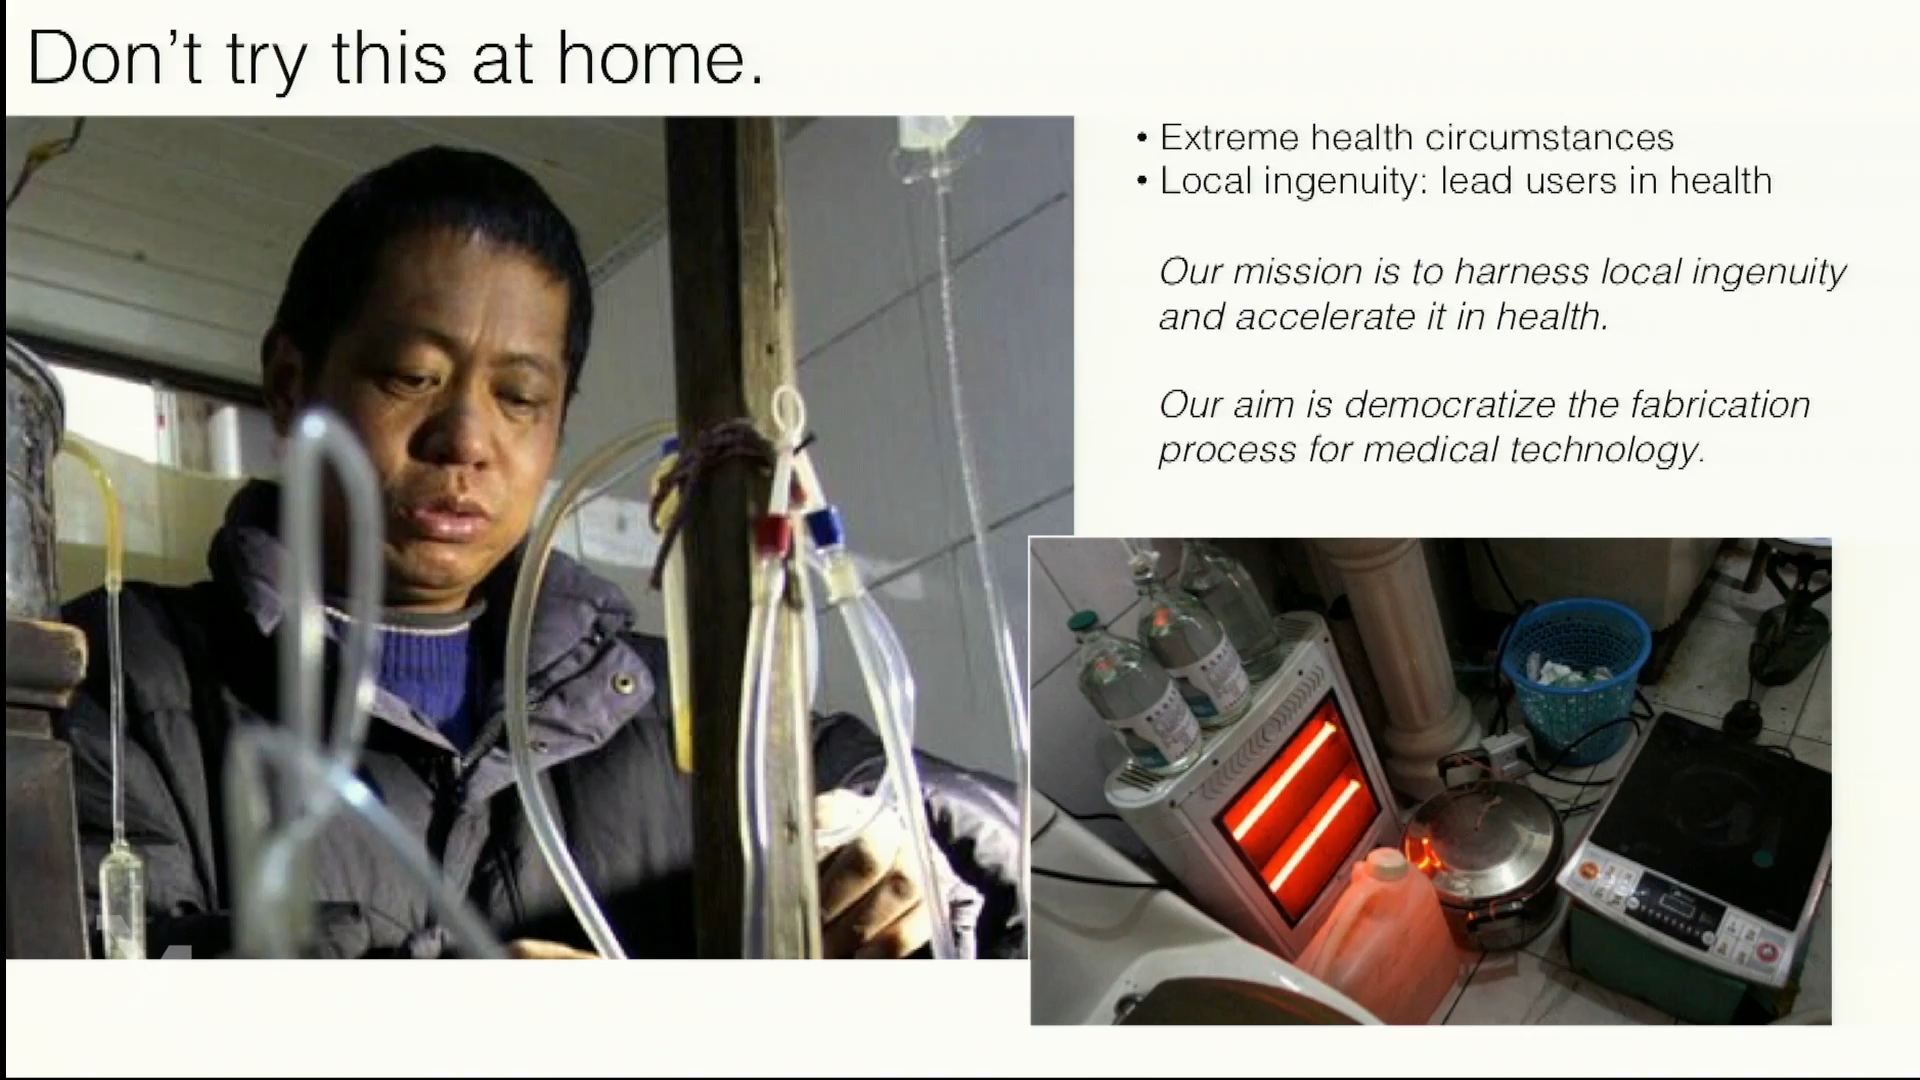 Don't try this at home.
• Extreme health circumstances
• Local ingenuity: lead users in health
Our mission is to harness local ingenuity
and accelerate it in health.
Our aim is democratize the fabrication
process for medical technology.